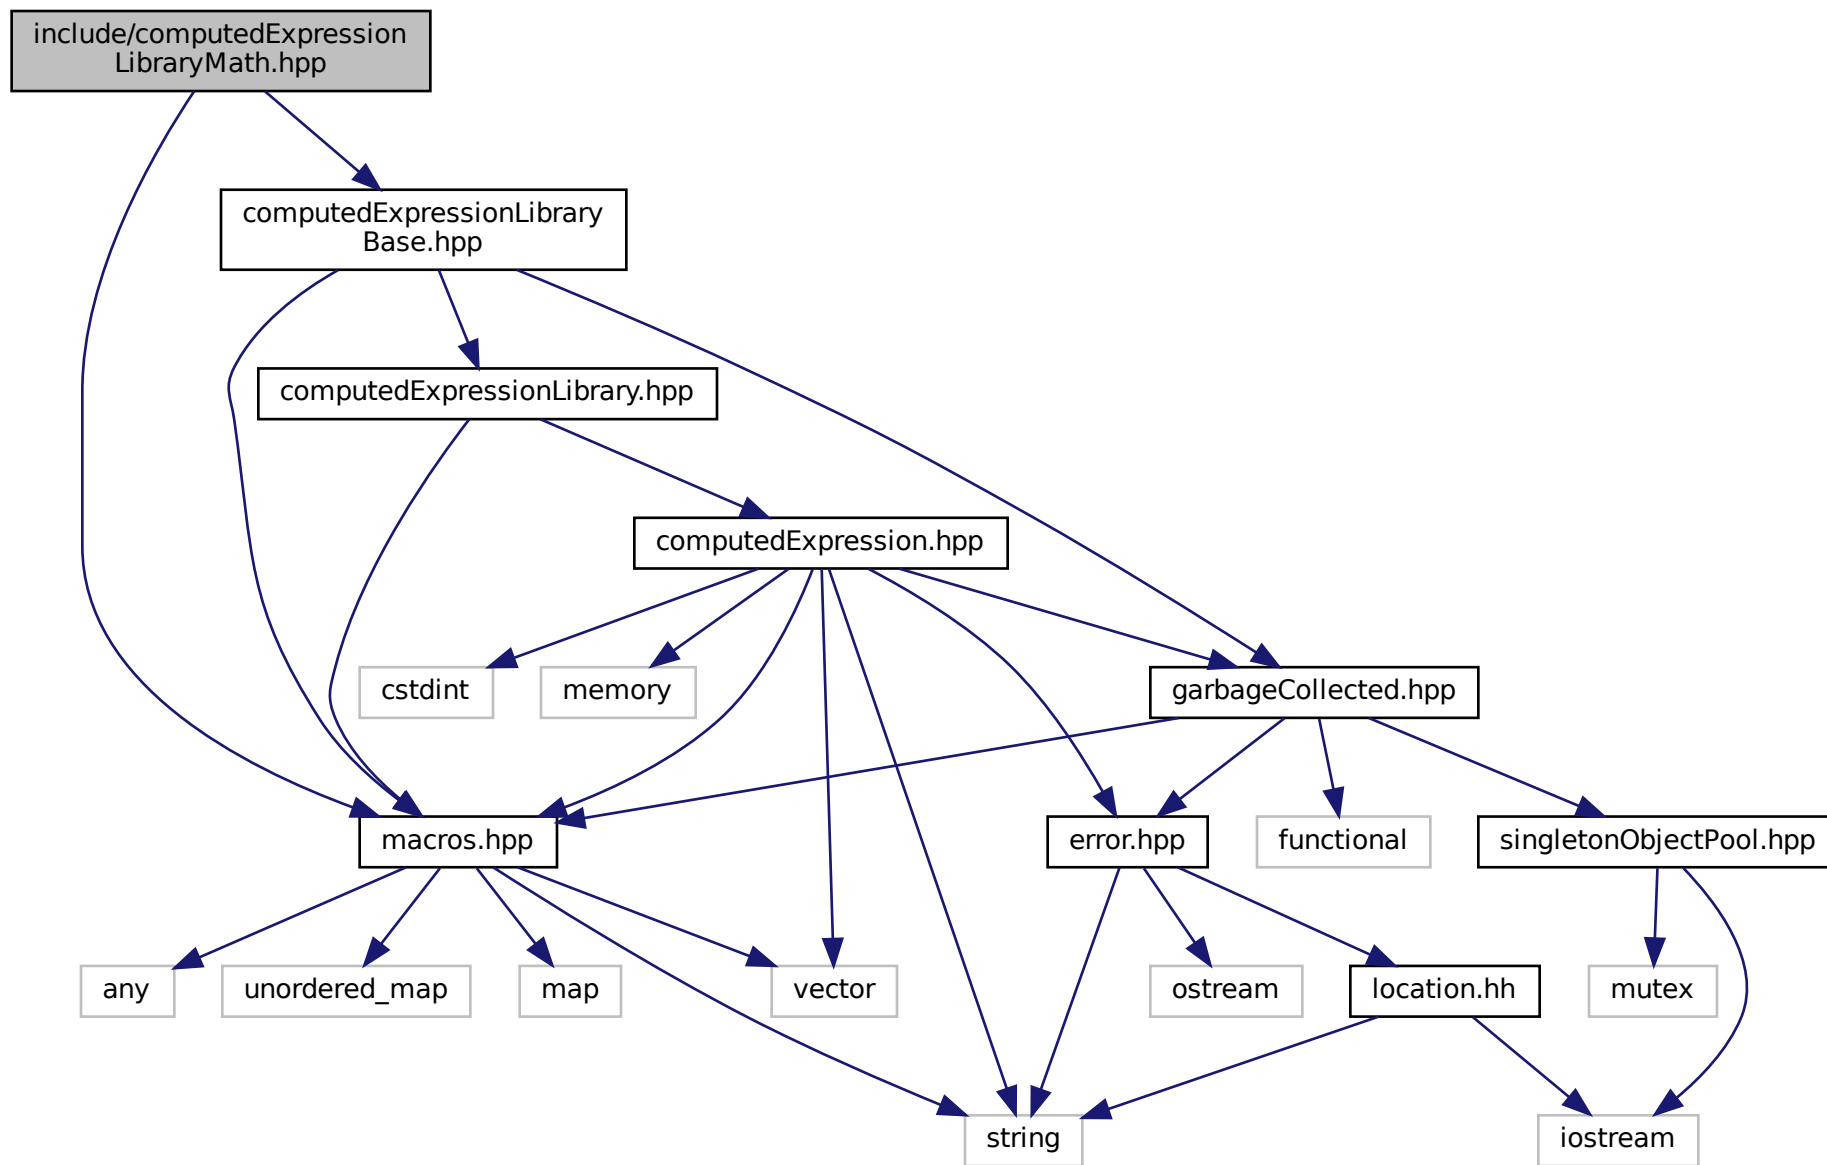 include/computedExpression
LibraryMath.hpp
computedExpressionLibrary
Base.hpp
computedExpressionLibrary.hpp
computedExpression.hpp
cstdint
memory
garbageCollected.hpp
macros.hpp
error.hpp
functional
singletonObjectPool.hpp
any
unordered_map
map
vector
ostream
location.hh
mutex
string
iostream